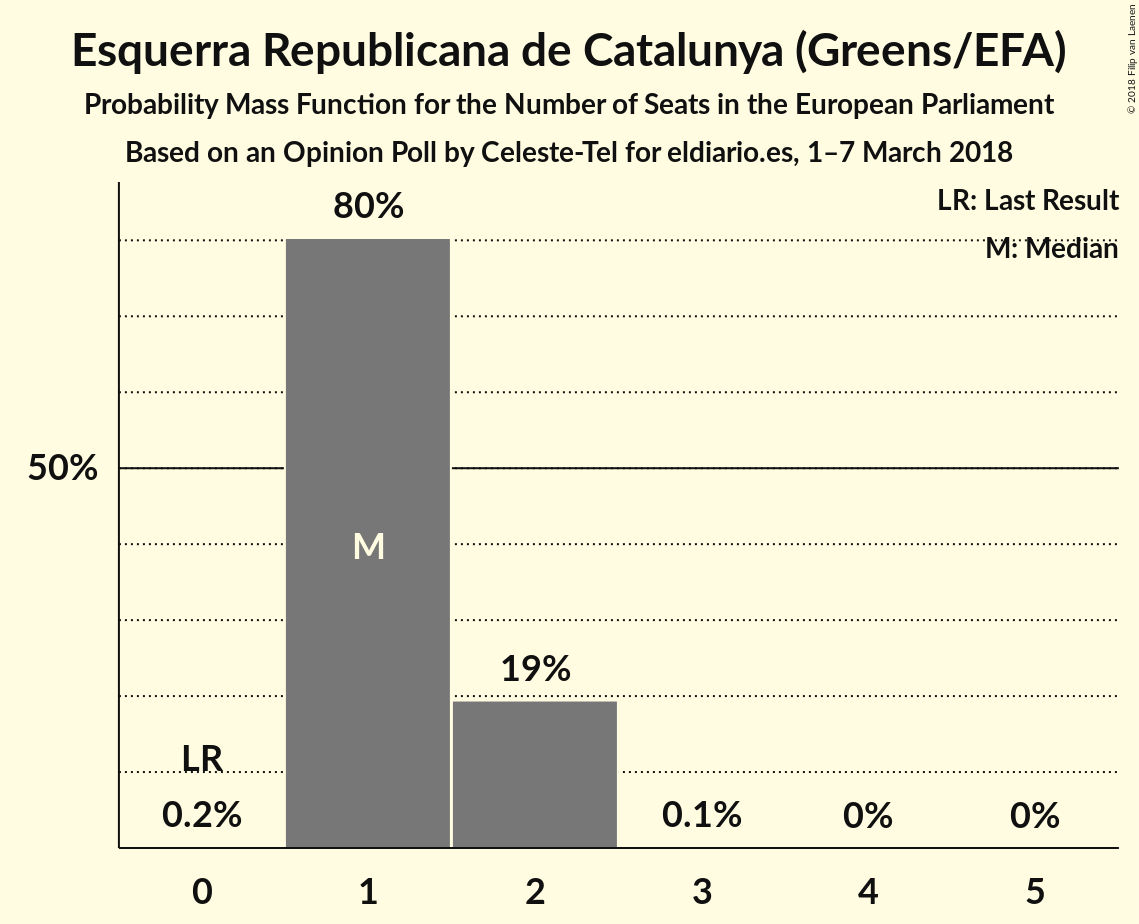 Esquerra Republicana de Catalunya (Greens/EFA)
Probability Mass Function for the Number of Seats in the European Parliament
Based on an Opinion Poll by Celeste-Tel for eldiario.es, 1–7 March 2018
© 2018 Filip van Laenen
LR: Last Result
M: Median
80%
50%
M
19%
LR
0.2%
0.1%
0%
0%
0 1 2 3 4 5